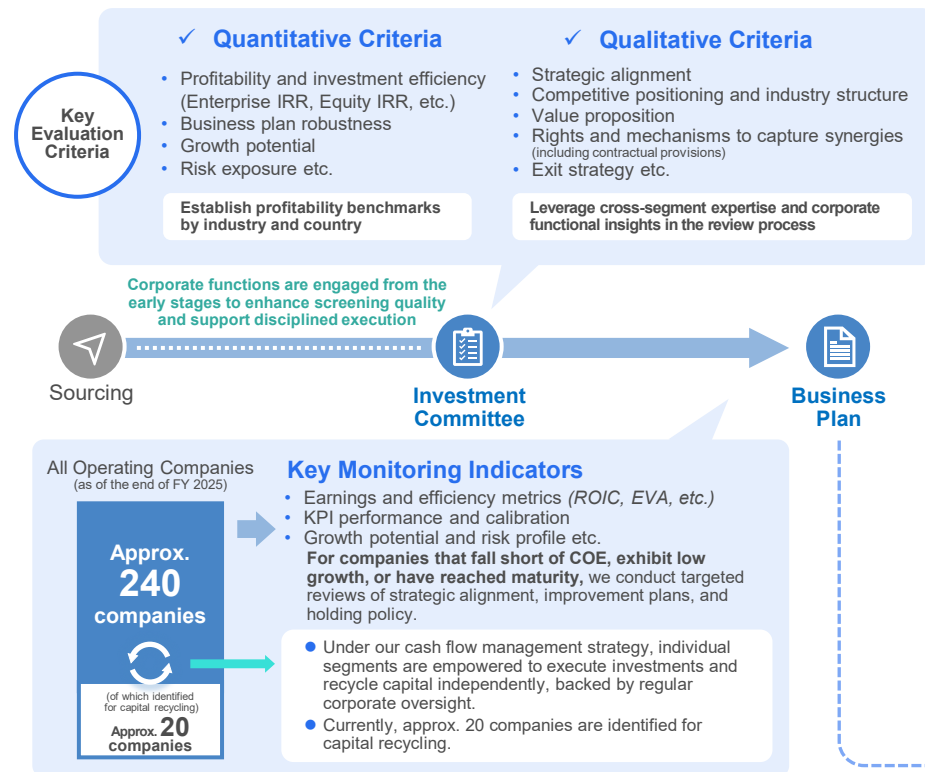 ✓ Quantitative Criteria
• Profitability and investment efficiency
(Enterprise IRR, Equity IRR, etc.)
• Business plan robustness
• Growth potential
• Risk exposure etc.
Establish profitability benchmarks
by industry and country
✓ Qualitative Criteria
• Strategic alignment
• Competitive positioning and industry structure
• Value proposition
• Rights and mechanisms to capture synergies
(including contractual provisions)
• Exit strategy etc.
Leverage cross-segment expertise and corporate
functional insights in the review process
Key
Evaluation
Criteria
Corporate functions are engaged from the
early stages to enhance screening quality
and support disciplined execution
Sourcing
Investment
Committee
Business
Plan
All Operating Companies
(as of the end of FY 2025)
Approx.
240
companies
(of which identified
for capital recycling)
Approx. 20
companies
Key Monitoring Indicators
• Earnings and efficiency metrics (ROIC, EVA, etc.)
• KPI performance and calibration
• Growth potential and risk profile etc.
For companies that fall short of COE, exhibit low
growth, or have reached maturity, we conduct targeted
reviews of strategic alignment, improvement plans, and
holding policy.
● Under our cash flow management strategy, individual
segments are empowered to execute investments and
recycle capital independently, backed by regular
corporate oversight.
● Currently, approx. 20 companies are identified for
capital recycling.